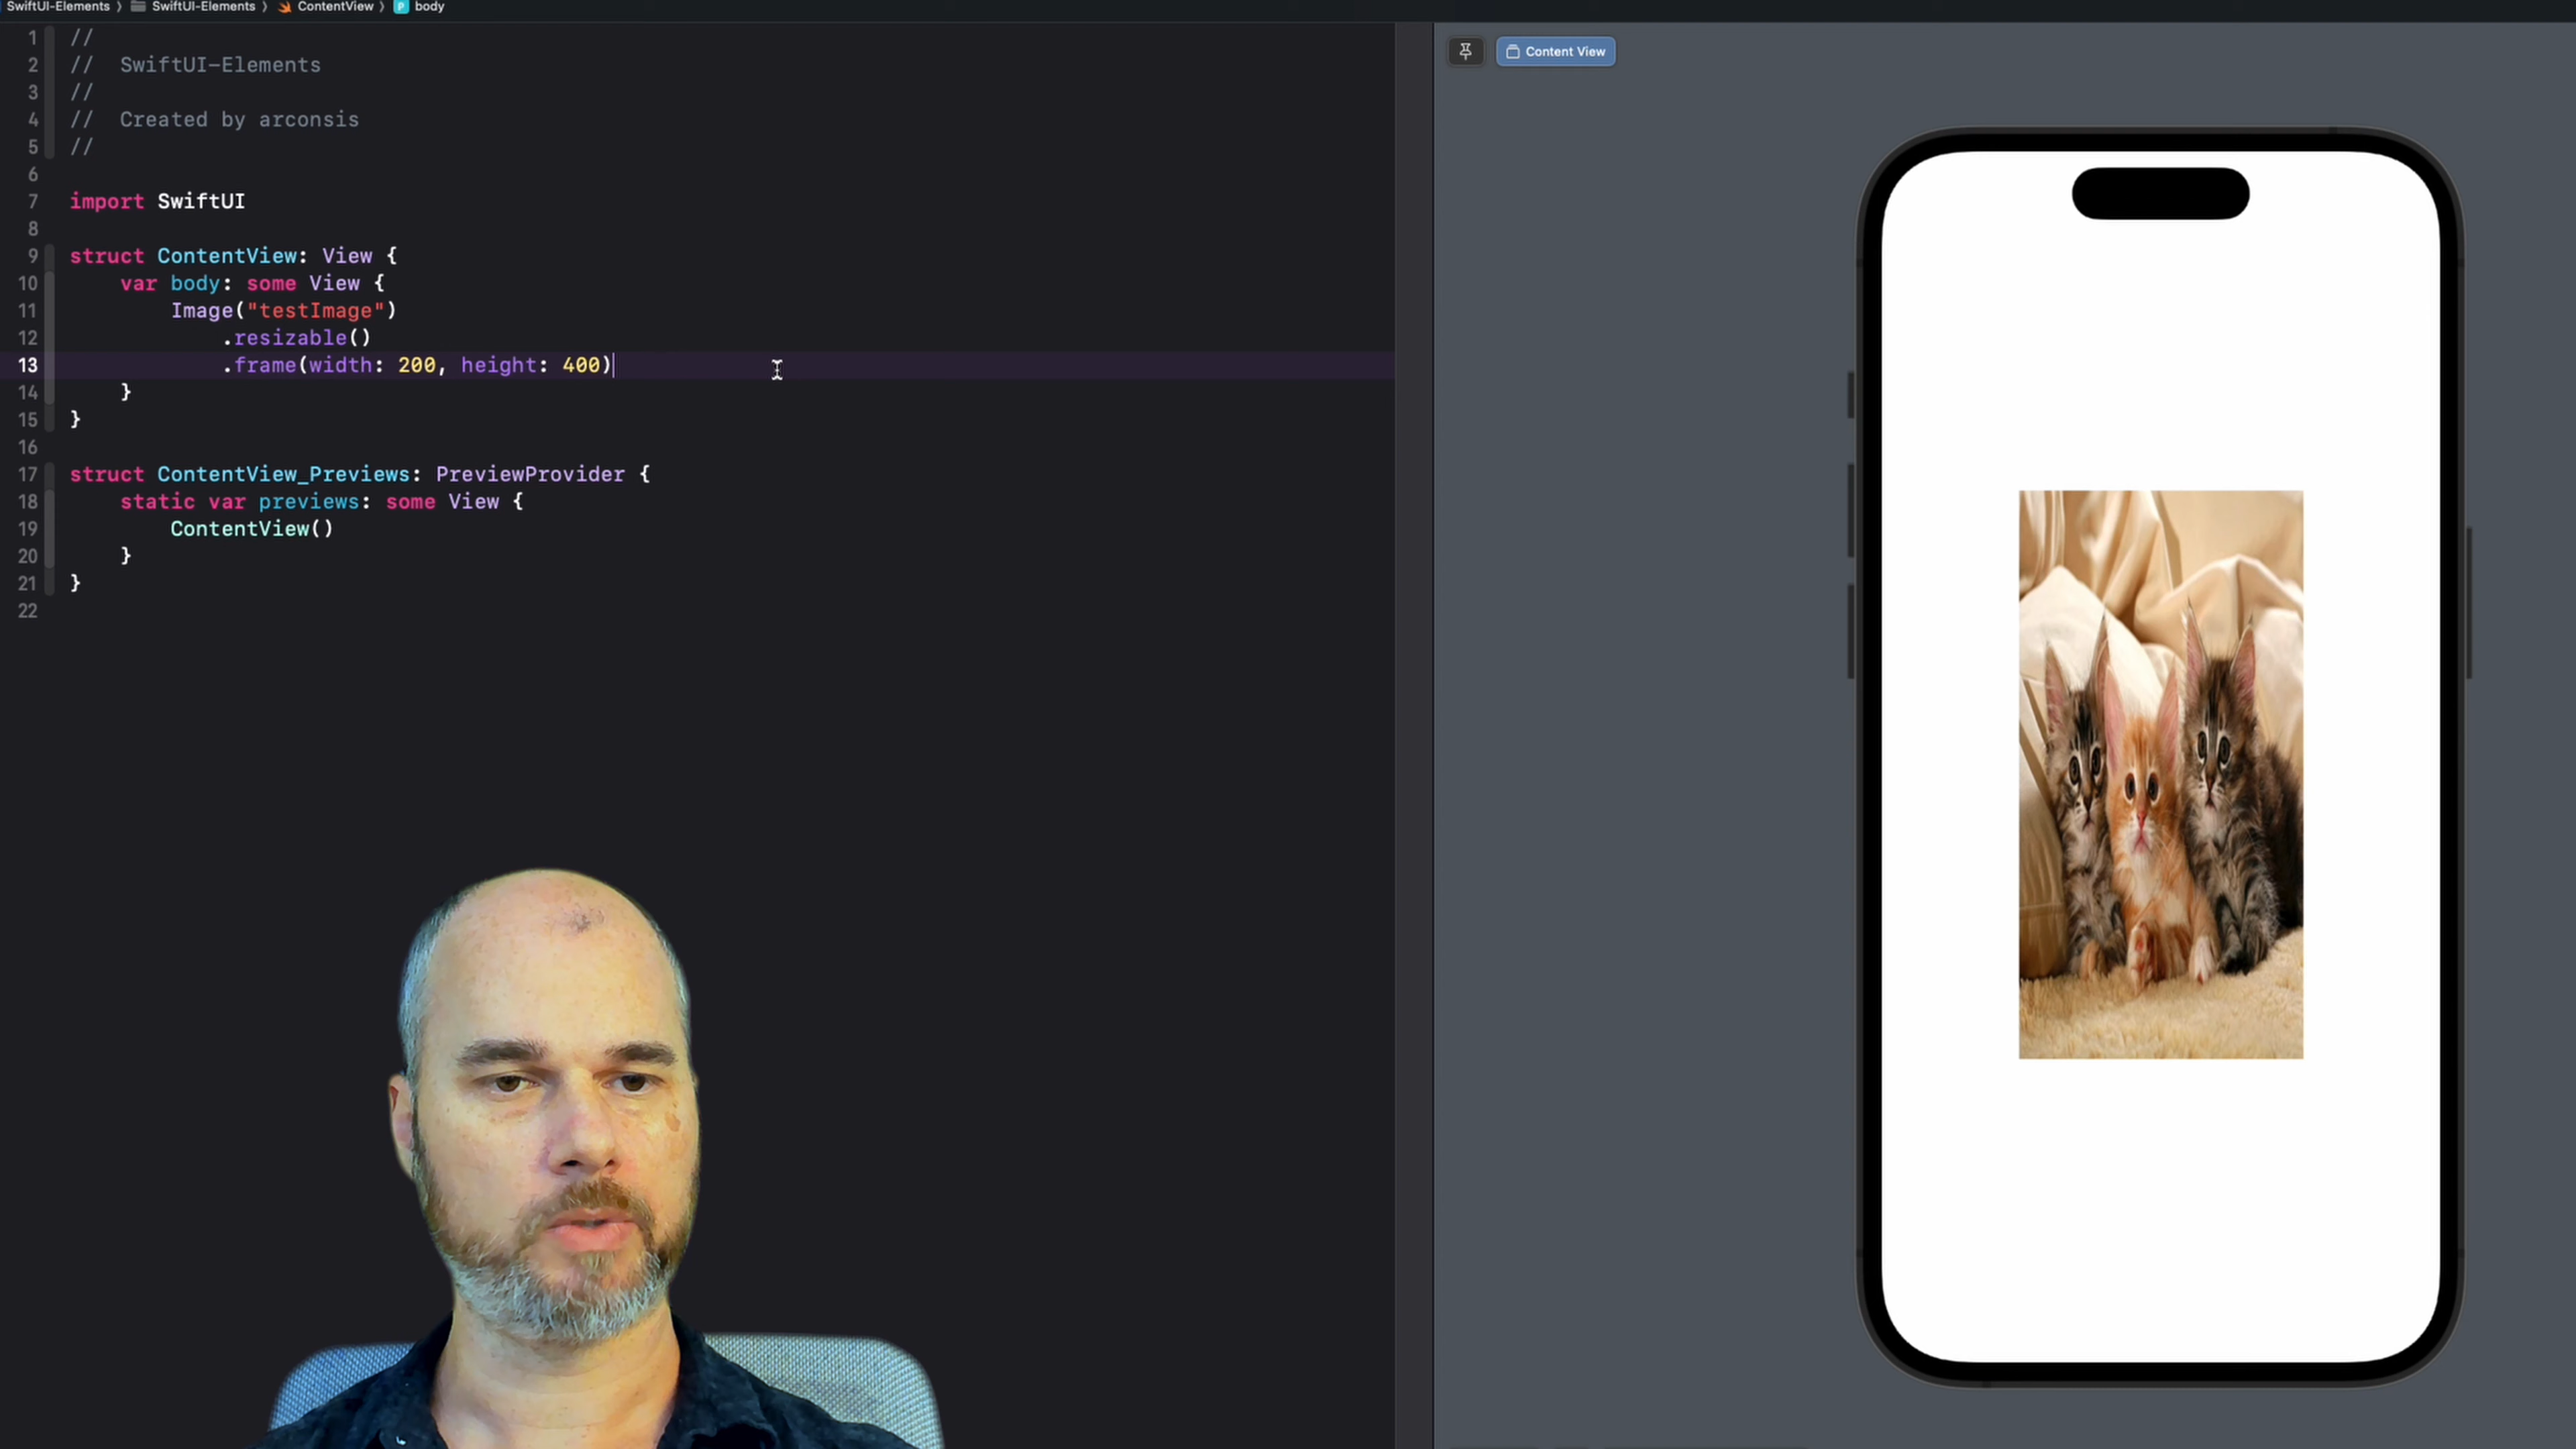 SwiftUI-Elements 〉 SwiftUI-Elements 〉 ContentView 〉 P body
Content View
1 //
2 //  SwiftUI-Elements
3 //
4 //  Created by arconsis
5 //
6
7 import SwiftUI
8
9 struct ContentView: View {
10     var body: some View {
11         Image("testImage")
12             .resizable()
13             .frame(width: 200, height: 400)
14     }
15 }
16
17 struct ContentView_Previews: PreviewProvider {
18     static var previews: some View {
19         ContentView()
20     }
21 }
22